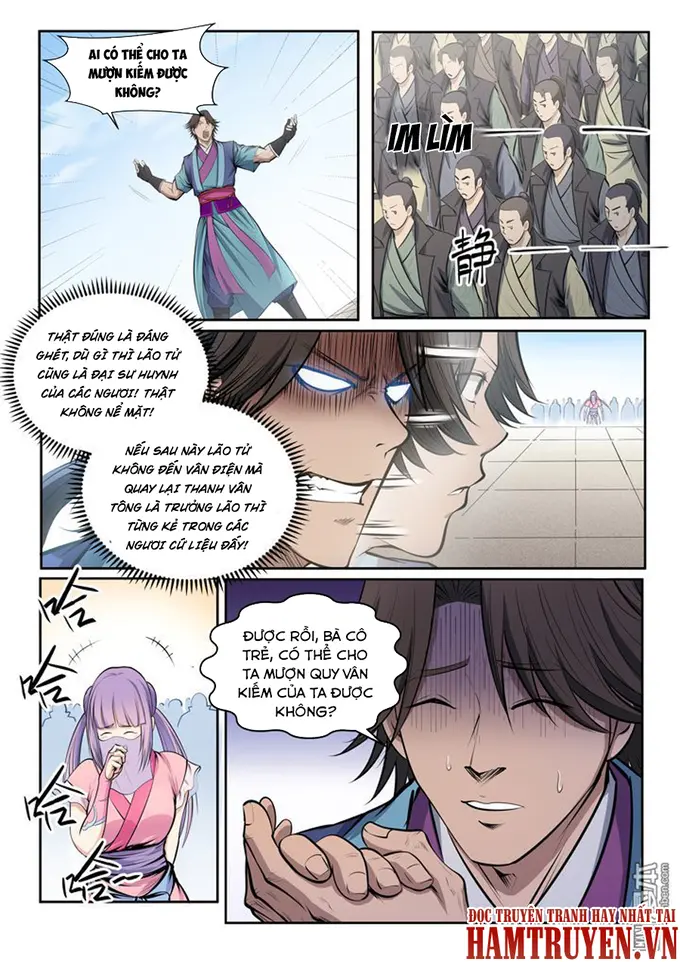 AI CÓ THỂ CHO TA
MƯỢN KIẾM ĐƯỢC
KHÔNG?
IM LÌM
静
THẬT ĐÚNG LÀ ĐÁNG
GHÉT, DÙ GÌ THÌ LÃO TỬ
CŨNG LÀ ĐẠI SƯ HUYNH
CỦA CÁC NGƯƠI! THẬT
KHÔNG NỂ MẶT!
NẾU SAU NÀY LÃO TỬ
KHÔNG ĐẾN VÂN ĐIỆN MÀ
QUAY LẠI THANH VÂN
TÔNG LÀ TRƯỞNG LÃO THÌ
TỪNG KẺ TRONG CÁC
NGƯƠI CỨ LIỆU ĐẤY!
哈
哈
哈
哈~
ĐƯỢC RỒI, BÀ CÔ
TRẺ, CÓ THỂ CHO
TA MƯỢN QUY VÂN
KIẾM CỦA TA ĐƯỢC
KHÔNG?
ĐỌC TRUYỆN TRANH HAY NHẤT TẠI
HAMTRUYEN.VN